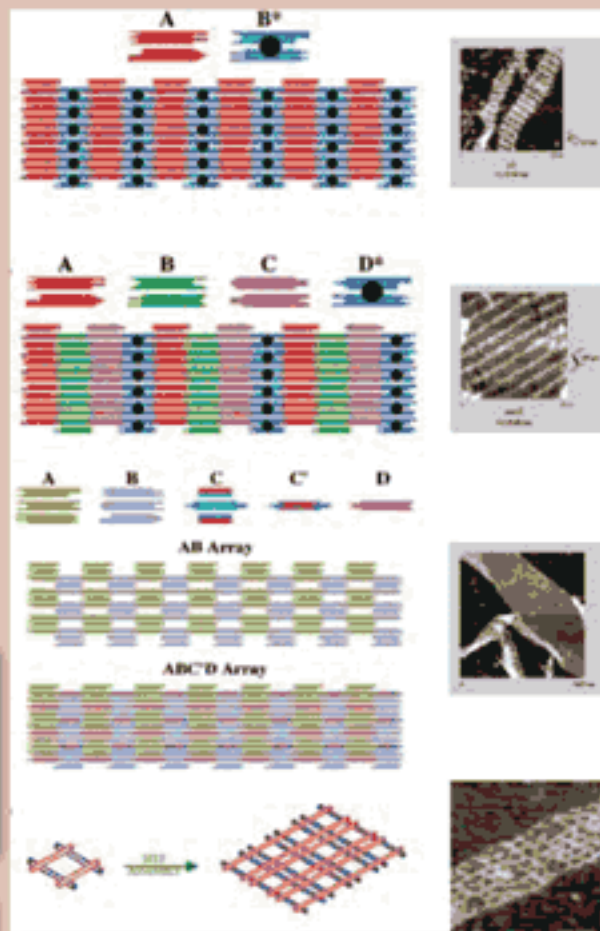 A B*
A B C D*
A B C C' D
AB Array
ABC'D Array
SELF
ASSEMBLY